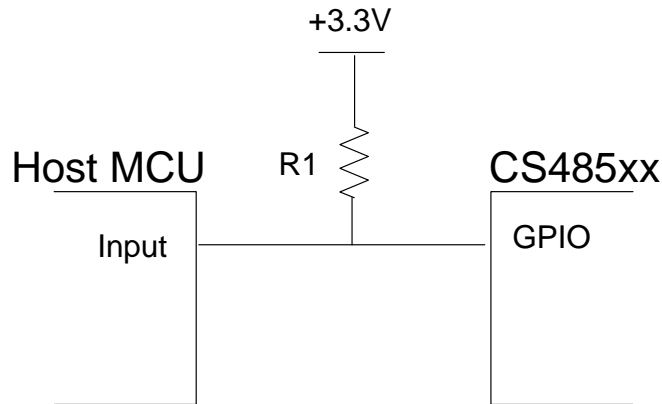 +3.3V
Host MCU
R1
CS485xx
Input
GPIO